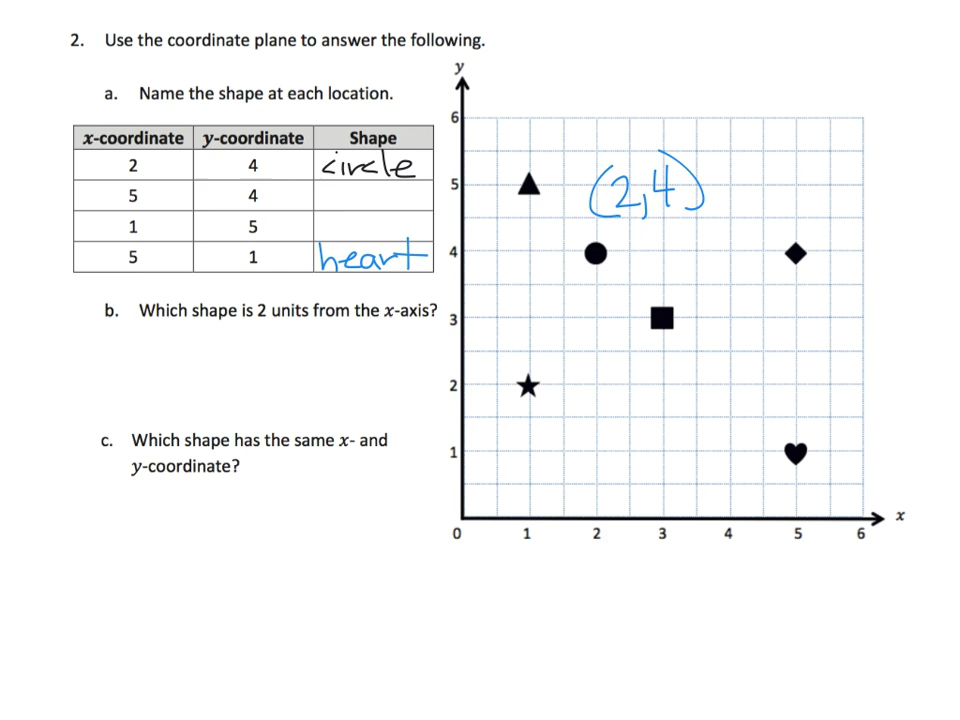 2. Use the coordinate plane to answer the following.
a. Name the shape at each location.
x-coordinate y-coordinate Shape
2 4 circle
5 4
1 5
5 1 heart
b. Which shape is 2 units from the x-axis?
c. Which shape has the same x- and
y-coordinate?
y
6
5
(2,4)
4
3
2
1
0 1 2 3 4 5 6
x